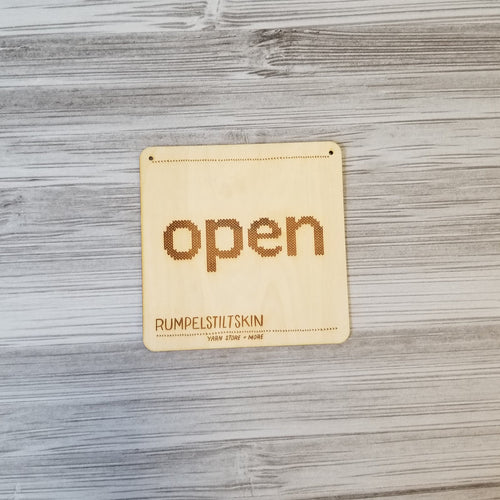 open
RUMPELSTILTSKIN
YARN STORE + MORE